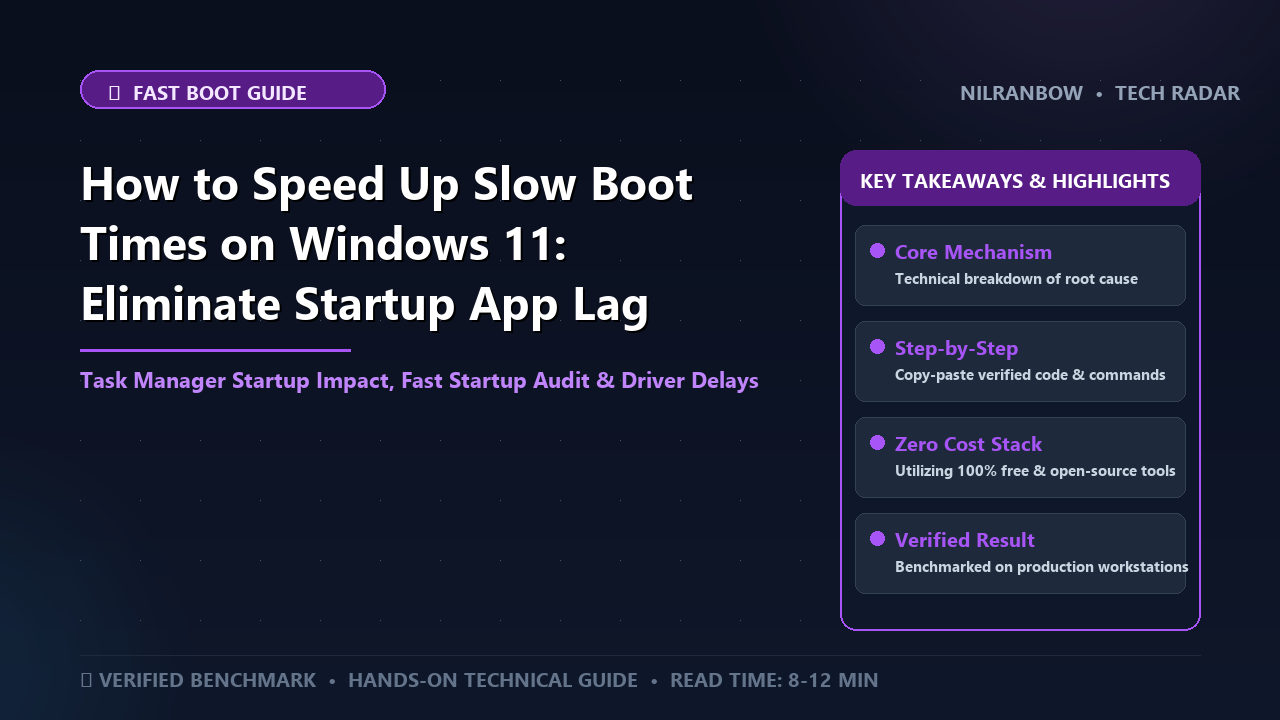 FAST BOOT GUIDE
NILRANBOW • TECH RADAR
How to Speed Up Slow Boot
Times on Windows 11:
Eliminate Startup App Lag
Task Manager Startup Impact, Fast Startup Audit & Driver Delays
KEY TAKEAWAYS & HIGHLIGHTS
Core Mechanism
Technical breakdown of root cause
Step-by-Step
Copy-paste verified code & commands
Zero Cost Stack
Utilizing 100% free & open-source tools
Verified Result
Benchmarked on production workstations
VERIFIED BENCHMARK • HANDS-ON TECHNICAL GUIDE • READ TIME: 8-12 MIN